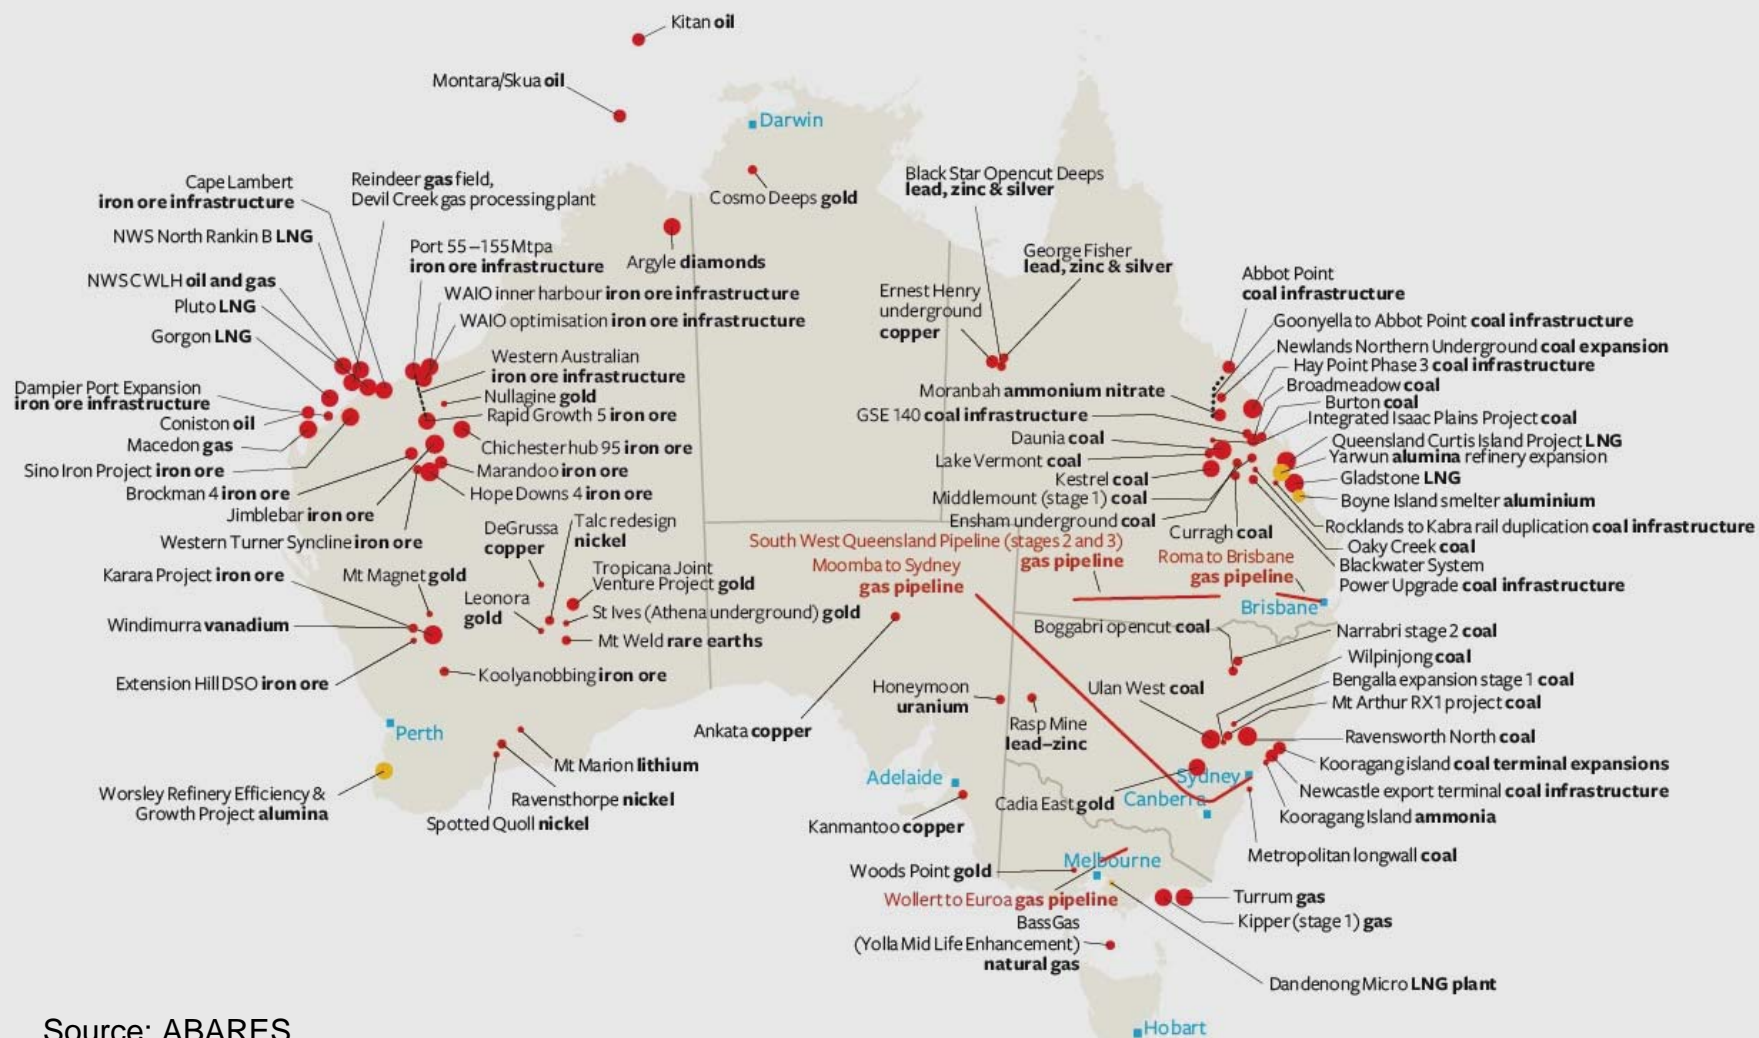 Kitan oil
Montara/Skua oil
Darwin
Cosmo Deeps gold
Black Star Opencut Deeps
lead, zinc & silver
Cape Lambert
iron ore infrastructure
Reindeer gas field,
Devil Creek gas processing plant
NWS North Rankin B LNG
Port 55–155 Mtpa
iron ore infrastructure
Argyle diamonds
George Fisher
lead, zinc & silver
NWS CWLH oil and gas
WAIO inner harbour iron ore infrastructure
Pluto LNG
WAIO optimisation iron ore infrastructure
Gorgon LNG
Ernest Henry
underground
copper
Abbot Point
coal infrastructure
Goonyella to Abbot Point coal infrastructure
Newlands Northern Underground coal expansion
Hay Point Phase 3 coal infrastructure
Broadmeadow coal
Burton coal
Integrated Isaac Plains Project coal
Queensland Curtis Island Project LNG
Yarwun alumina refinery expansion
Gladstone LNG
Boyne Island smelter aluminium
Rocklands to Kabra rail duplication coal infrastructure
Oaky Creek coal
Blackwater System
Power Upgrade coal infrastructure
Western Australian
iron ore infrastructure
Nullagine gold
Rapid Growth 5 iron ore
Chichester hub 95 iron ore
Marandoo iron ore
Hope Downs 4 iron ore
Dampier Port Expansion
iron ore infrastructure
Coniston oil
Macedon gas
Sino Iron Project iron ore
Brockman 4 iron ore
Jimblebar iron ore
Western Turner Syncline iron ore
Moranbah ammonium nitrate
GSE 140 coal infrastructure
Daunia coal
Lake Vermont coal
Kestrel coal
Middlemount (stage 1) coal
Ensham underground coal
Curragh coal
DeGrussa
copper
Talc redesign
nickel
South West Queensland Pipeline (stages 2 and 3)
gas pipeline
Moomba to Sydney
gas pipeline
Roma to Brisbane
gas pipeline
Brisbane
Karara Project iron ore
Mt Magnet gold
Tropicana Joint
Venture Project gold
Leonora
gold
St Ives (Athena underground) gold
Windimurra vanadium
Mt Weld rare earths
Extension Hill DSO iron ore
Koolyanobbing iron ore
Boggabri opencut coal
Narrabri stage 2 coal
Wilpinjong coal
Bengalla expansion stage 1 coal
Mt Arthur RX1 project coal
Ulan West coal
Ravensworth North coal
Kooragang island coal terminal expansions
Newcastle export terminal coal infrastructure
Kooragang Island ammonia
Metropolitan longwall coal
Honeymoon
uranium
Rasp Mine
lead–zinc
Ankata copper
Perth
Mt Marion lithium
Ravensthorpe nickel
Spotted Quoll nickel
Worsley Refinery Efficiency &
Growth Project alumina
Adelaide
Sydney
Cadia East gold
Canberra
Kanmantoo copper
Melbourne
Woods Point gold
Wollert to Euroa gas pipeline
Turrum gas
Kipper (stage 1) gas
BassGas
(Yolla Mid Life Enhancement)
natural gas
Dandenong Micro LNG plant
Hobart
Source: ABARES